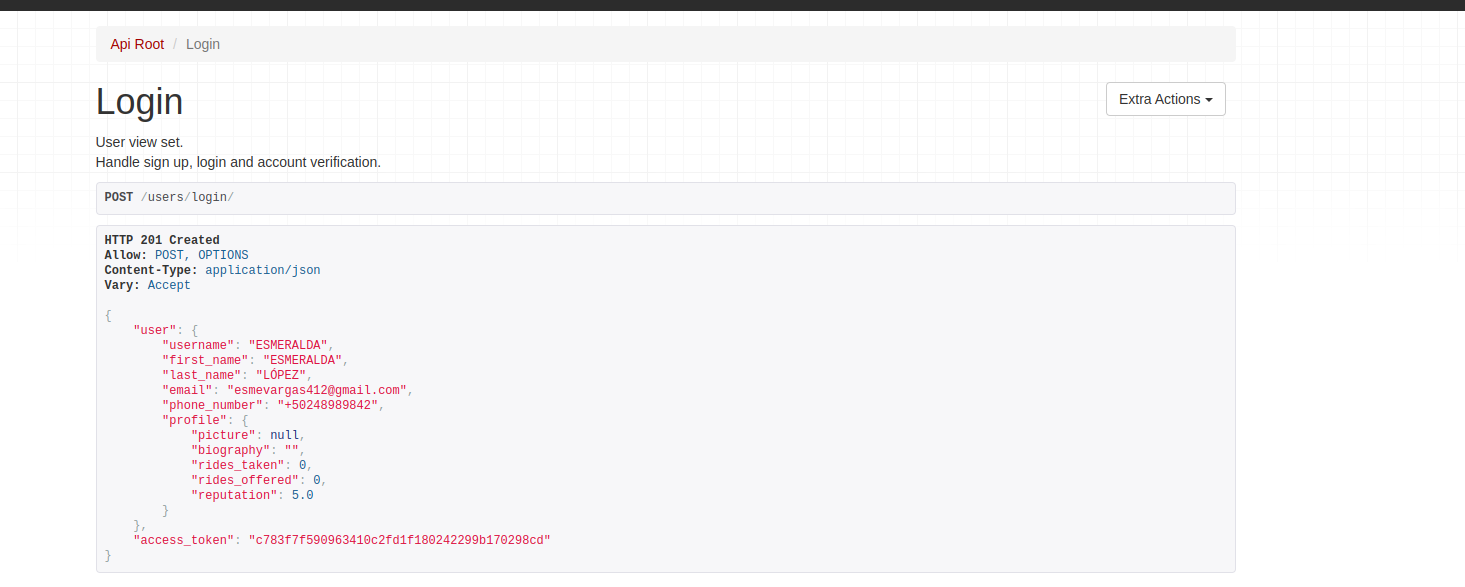 Api Root / Login
Login
Extra Actions
User view set.
Handle sign up, login and account verification.
POST /users/login/
HTTP 201 Created
Allow: POST, OPTIONS
Content-Type: application/json
Vary: Accept
{
    "user": {
        "username": "ESMERALDA",
        "first_name": "ESMERALDA",
        "last_name": "LÓPEZ",
        "email": "esmevargas412@gmail.com",
        "phone_number": "+50248989842",
        "profile": {
            "picture": null,
            "biography": "",
            "rides_taken": 0,
            "rides_offered": 0,
            "reputation": 5.0
        }
    },
    "access_token": "c783f7f590963410c2fd1f180242299b170298cd"
}